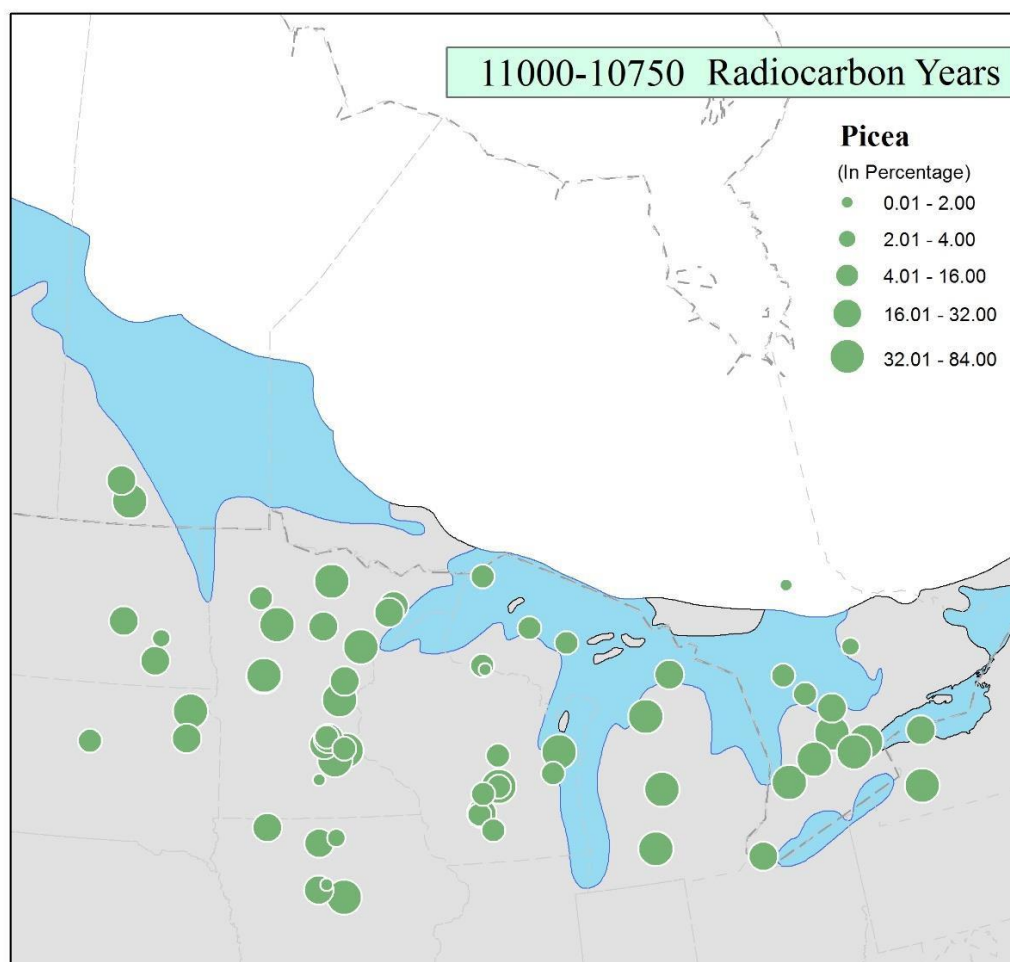 11000-10750 Radiocarbon Years
Picea
(In Percentage)
0.01 - 2.00
2.01 - 4.00
4.01 - 16.00
16.01 - 32.00
32.01 - 84.00